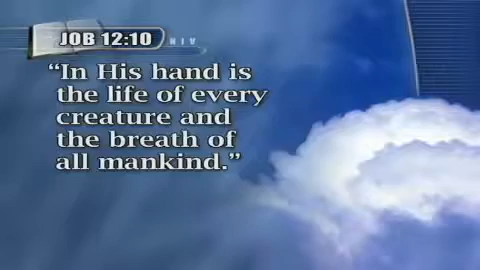 JOB 12:10 NIV
“In His hand is
the life of every
creature and
the breath of
all mankind.”